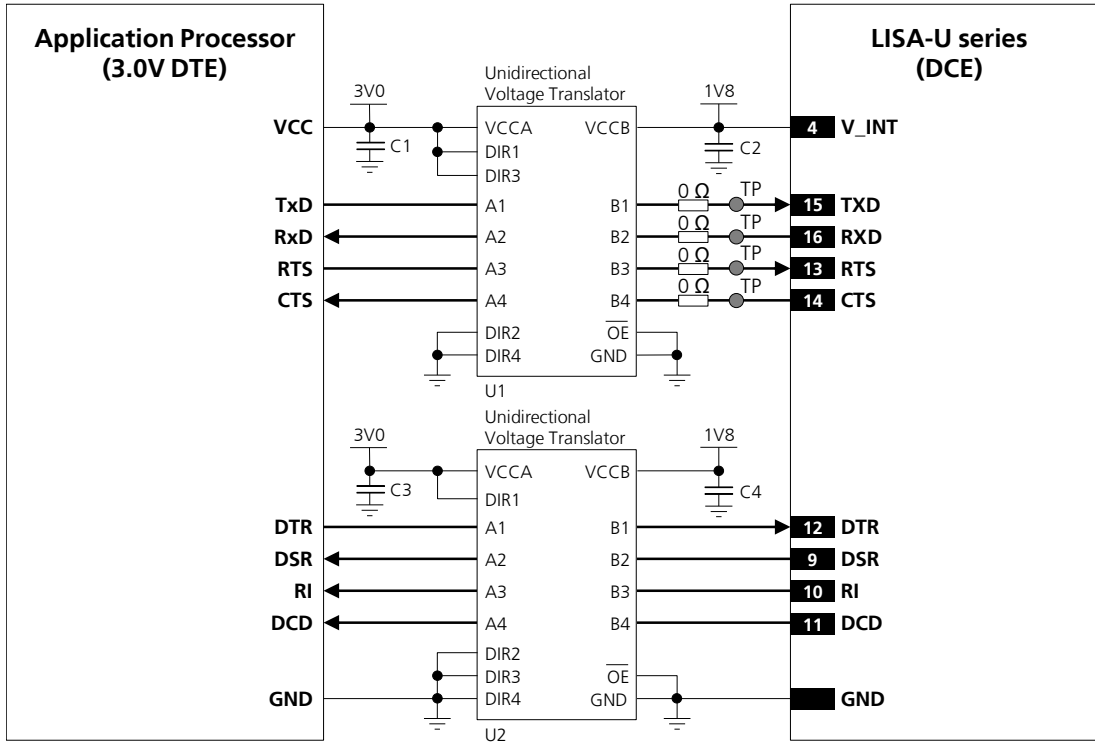 Application Processor
(3.0V DTE)
LISA-U series
(DCE)
Unidirectional
Voltage Translator
3V0
1V8
VCC
VCCA
VCCB
4
V_INT
C1
DIR1
C2
DIR3
0 Ω
TP
TxD
A1
B1
15
TXD
0 Ω
TP
RxD
A2
B2
16
RXD
0 Ω
TP
RTS
A3
B3
13
RTS
0 Ω
TP
CTS
A4
B4
14
CTS
DIR2
OE
DIR4
GND
U1
Unidirectional
Voltage Translator
3V0
1V8
VCCA
VCCB
C3
DIR1
C4
DTR
A1
B1
12
DTR
DSR
A2
B2
9
DSR
RI
A3
B3
10
RI
DCD
A4
B4
11
DCD
DIR2
DIR3
OE
GND
DIR4
GND
GND
U2